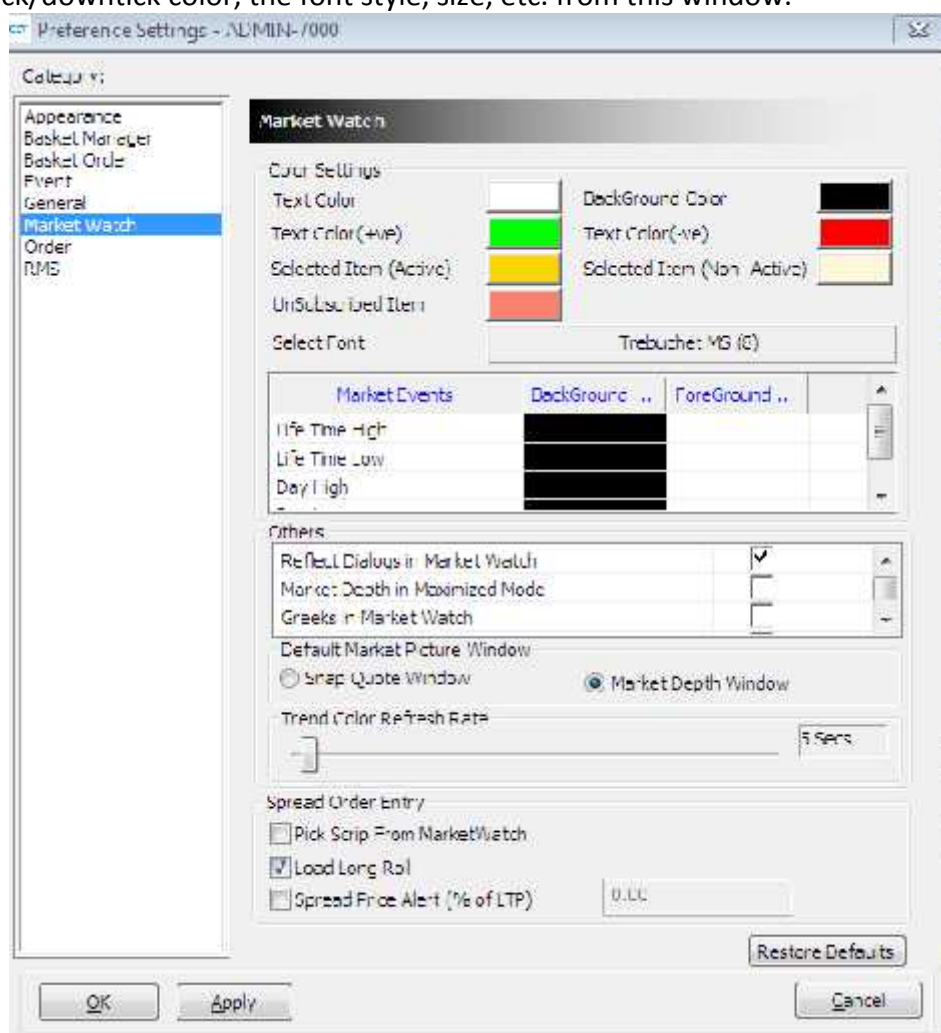 ck/downtick color, the font style, size, etc. from this window.
Preference Settings - ADMIN-7000
Category:
Appearance
Basket Manager
Basket Order
Event
General
Market Watch
Order
RMS
Market Watch
Color Settings
Text Color BackGround Color
Text Color(+ve) Text Color(-ve)
Selected Item (Active) Selected Item (Non- Active)
UnSubscribed Item
Select Font Trebuchet MS (8)
Market Events BackGround .. ForeGround ..
Life Time High
Life Time Low
Day High
Others
Reflect Dialogs in Market Watch
Market Depth in Maximized Mode
Greeks in Market Watch
Default Market Picture Window
Snap Quote Window Market Depth Window
Trend Color Refresh Rate
5 Secs
Spread Order Entry
Pick Scrip From MarketWatch
Load Long Roll
Spread Price Alert (% of LTP) 0.00
Restore Defaults
OK Apply Cancel